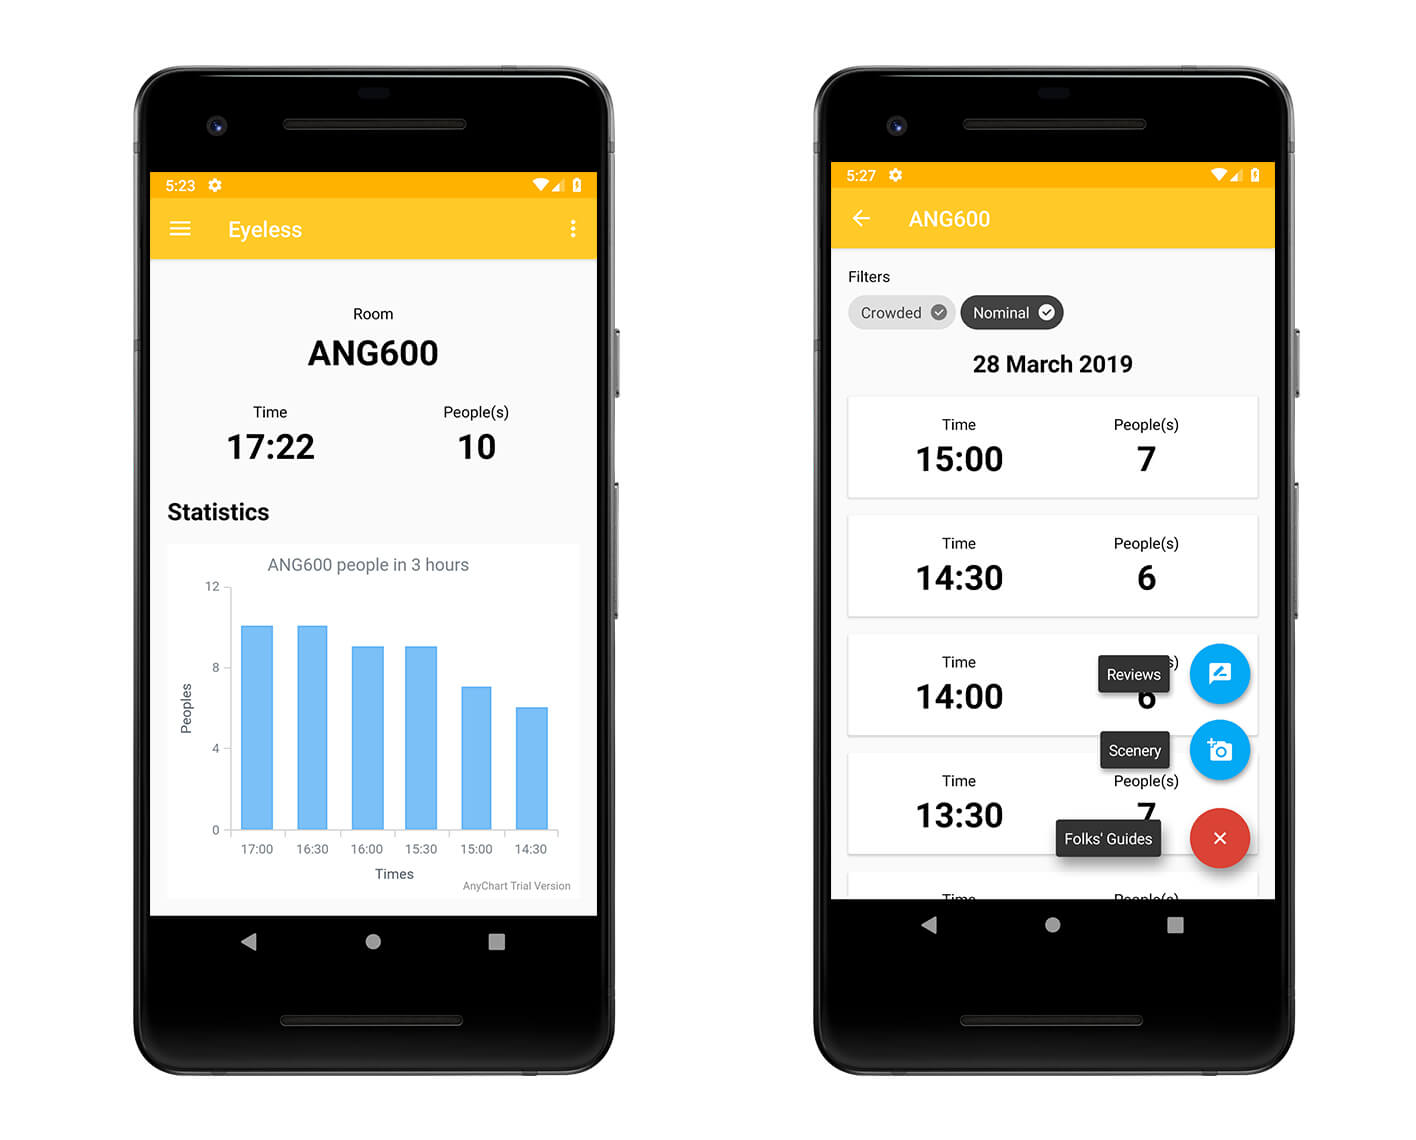 5:23
Eyeless
Room
ANG600
Time People(s)
17:22 10
Statistics
ANG600 people in 3 hours
12
8
4
0
Peoples
17:00 16:30 16:00 15:30 15:00 14:30
Times
AnyChart Trial Version
5:27
ANG600
Filters
Crowded Nominal
28 March 2019
Time People(s)
15:00 7
Time People(s)
14:30 6
Time s)
Reviews
14:00 6
Scenery
Time People(s)
13:30 7
Folks' Guides
Time People(s)